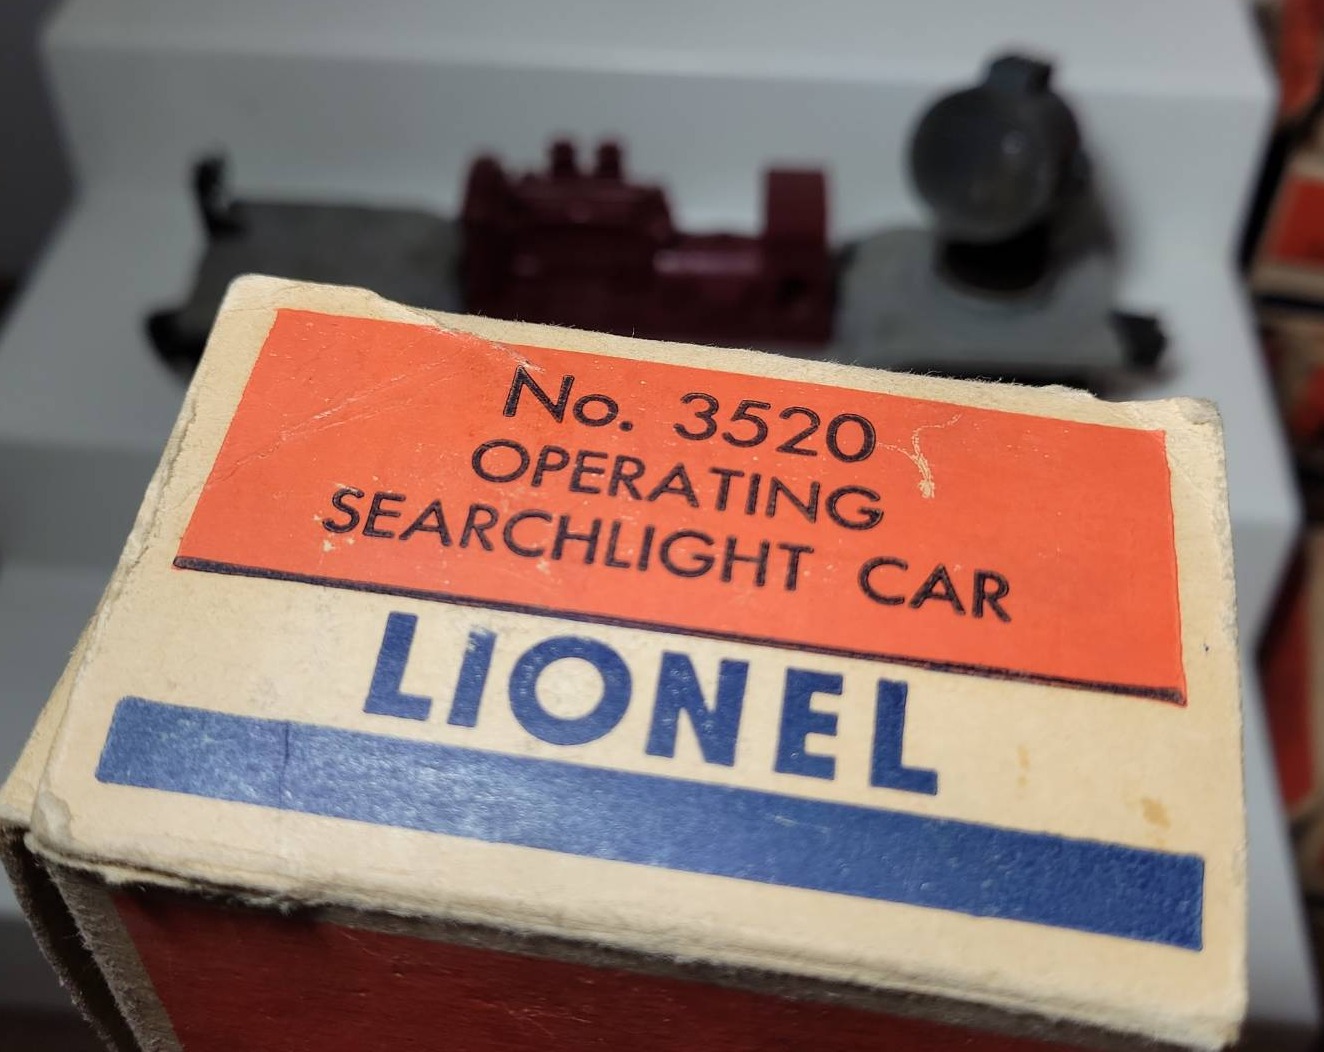 No. 3520
OPERATING
SEARCHLIGHT CAR
LIONEL